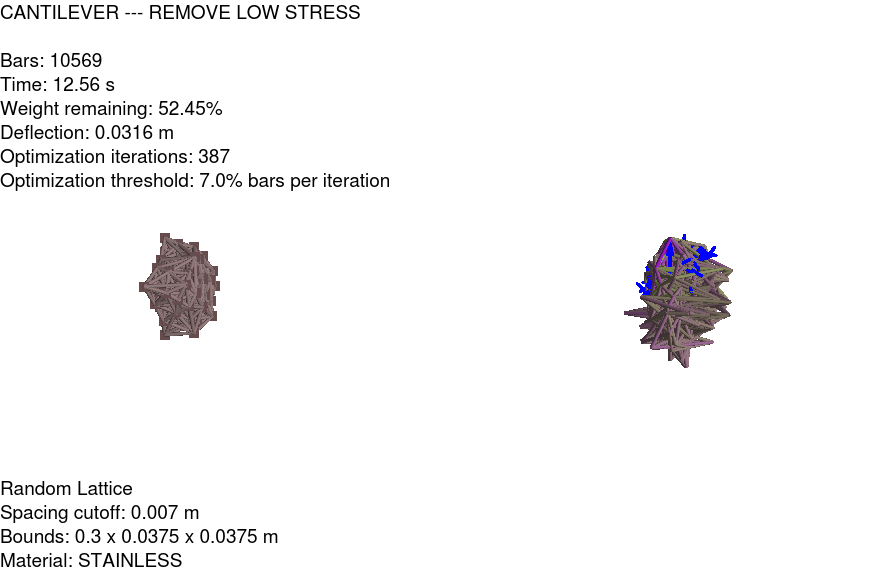 CANTILEVER --- REMOVE LOW STRESS
Bars: 10569
Time: 12.56 s
Weight remaining: 52.45%
Deflection: 0.0316 m
Optimization iterations: 387
Optimization threshold: 7.0% bars per iteration
Random Lattice
Spacing cutoff: 0.007 m
Bounds: 0.3 x 0.0375 x 0.0375 m
Material: STAINLESS